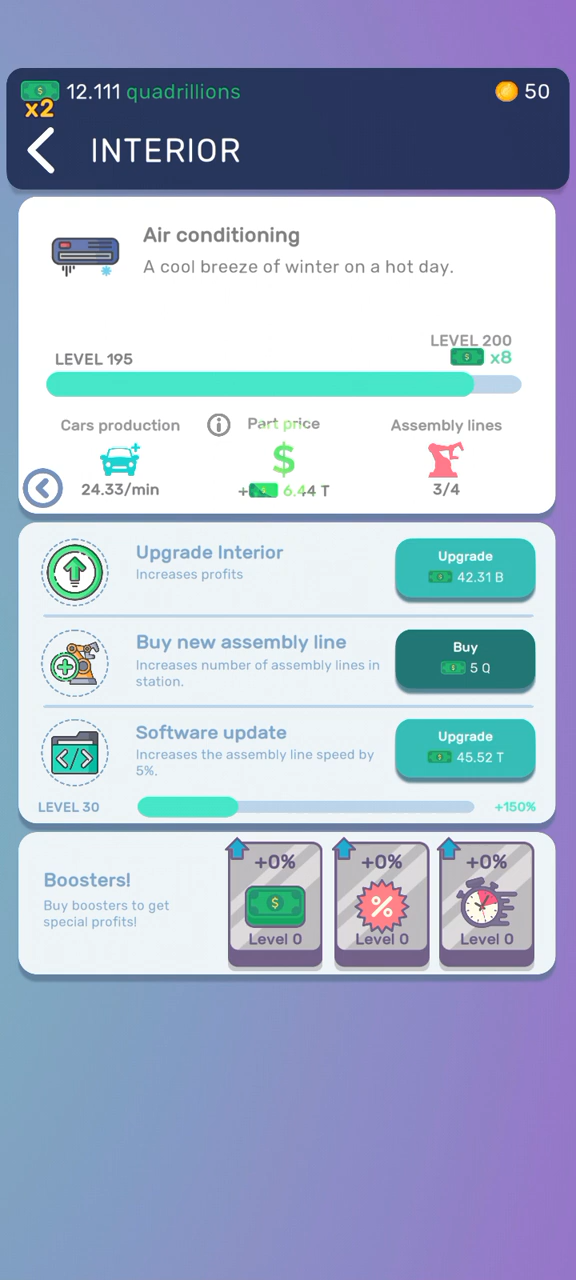 12.111 quadrillions
x2
50
INTERIOR
Air conditioning
A cool breeze of winter on a hot day.
LEVEL 200
LEVEL 195
x8
Cars production
Part price
Assembly lines
24.33/min
+ 6.44 T
3/4
Upgrade Interior
Increases profits
Upgrade
42.31 B
Buy new assembly line
Increases number of assembly lines in
station.
Buy
5 Q
Software update
Increases the assembly line speed by
5%.
Upgrade
45.52 T
LEVEL 30
+150%
Boosters!
Buy boosters to get
special profits!
+0%
Level 0
+0%
Level 0
+0%
Level 0